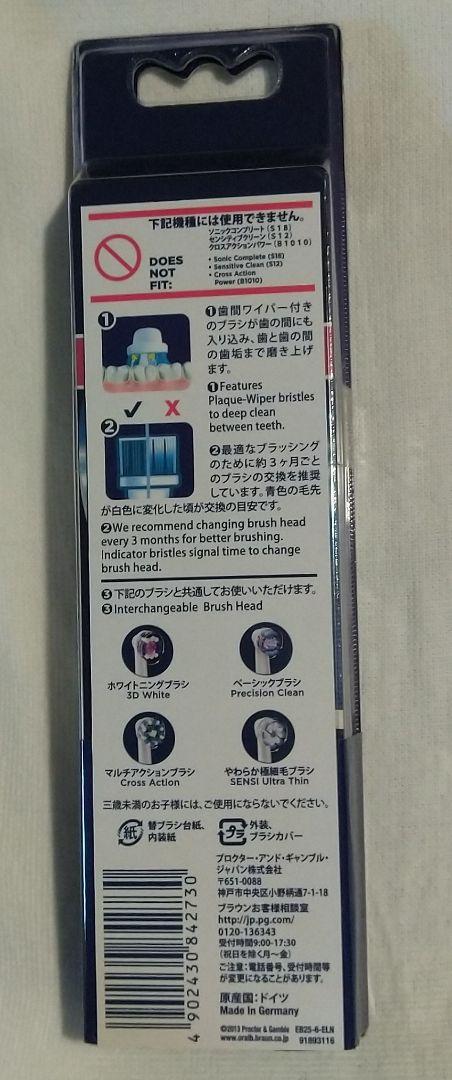 下記機種には使用できません。
ソニックコンプリート(S18)
センシティブクリーン(S12)
クロスアクションパワー(B1010)
DOES
NOT
FIT:
• Sonic Complete (S18)
• Sensitive Clean (S12)
• Cross Action
Power (B1010)
❶歯間ワイパー付き
のブラシが歯の間にも
入り込み、歯と歯の間
の歯垢まで磨き上げ
ます。
❶Features
Plaque-Wiper bristles
to deep clean
between teeth.
❷最適なブラッシング
のために約3ヶ月ごと
のブラシの交換を推奨
しています。青色の毛先
が白色に変化した頃が交換の目安です。
❷We recommend changing brush head
every 3 months for better brushing.
Indicator bristles signal time to change
brush head.
❸下記のブラシと共通してお使いいただけます。
❸Interchangeable Brush Head
ホワイトニングブラシ
3D White
ベーシックブラシ
Precision Clean
マルチアクションブラシ
Cross Action
やわらか極細毛ブラシ
SENSI Ultra Thin
三歳未満のお子様には、ご使用にならないでください。
紙
替ブラシ台紙、
内装紙
プラ
外装、
ブラシカバー
プロクター・アンド・ギャンブル・
ジャパン株式会社
〒651-0088
神戸市中央区小野柄通7-1-18
ブラウンお客様相談室
http://jp.pg.com/
0120-136343
受付時間9:00-17:30
(祝日を除く月〜金)
ご注意:電話番号、受付時間等
が変更になることがあります。
原産国:ドイツ
Made in Germany
©2013 Procter & Gamble EB25-6-ELN
www.oralb.braun.co.jp 91893116
4 902430 842730